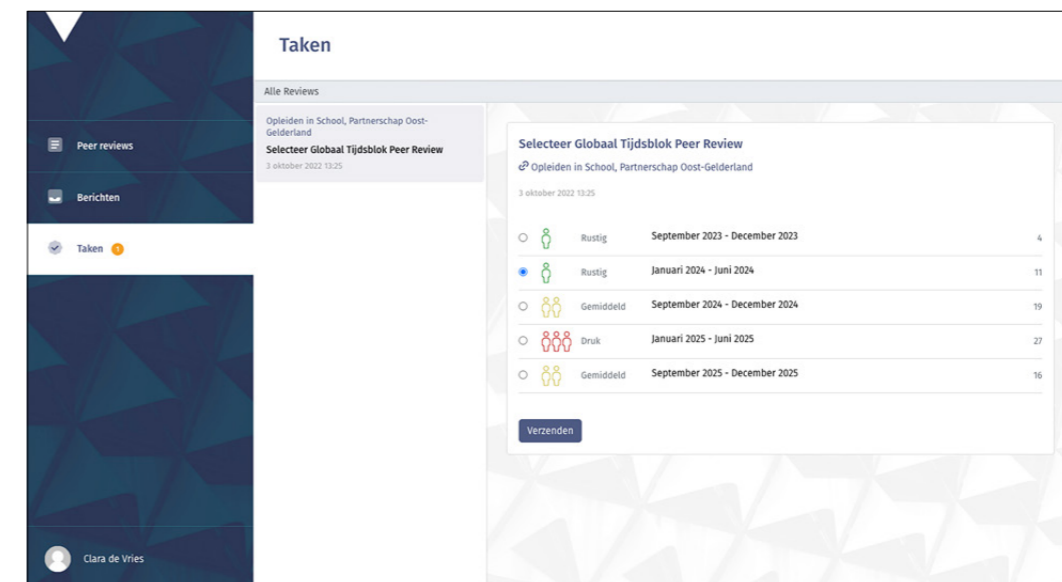 Taken
Alle Reviews
Peer reviews
Berichten
Taken 1
Clara de Vries
Opleiden in School, Partnerschap Oost-
Gelderland
Selecteer Globaal Tijdsblok Peer Review
3 oktober 2022 13:25
Selecteer Globaal Tijdsblok Peer Review
Opleiden in School, Partnerschap Oost-Gelderland
3 oktober 2022 13:25
Rustig September 2023 - December 2023 4
Rustig Januari 2024 - Juni 2024 11
Gemiddeld September 2024 - December 2024 19
Druk Januari 2025 - Juni 2025 27
Gemiddeld September 2025 - December 2025 16
Verzenden